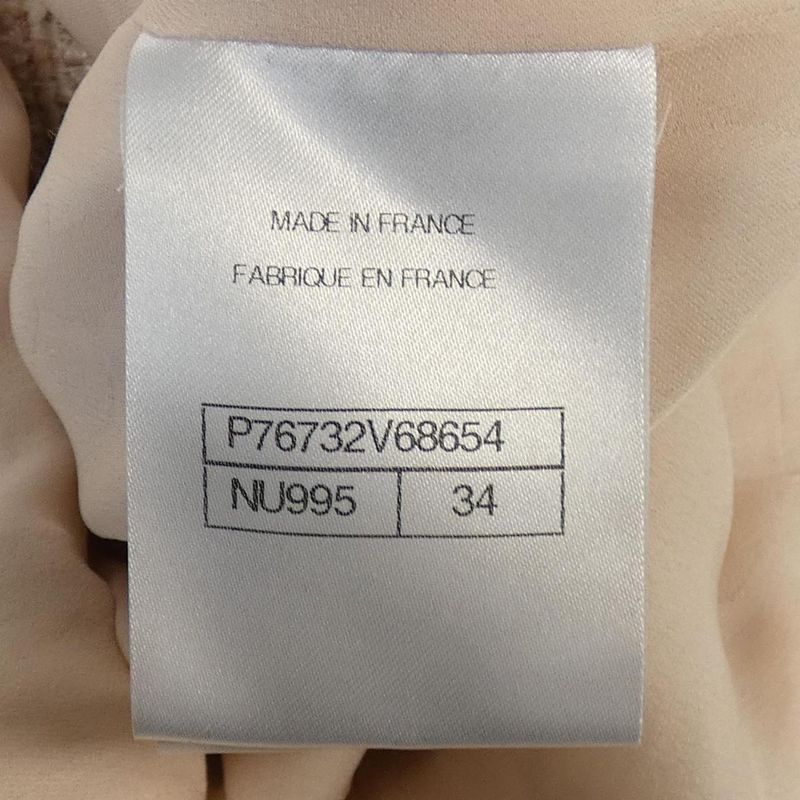 MADE IN FRANCE
FABRIQUE EN FRANCE
P76732V68654
NU995 34